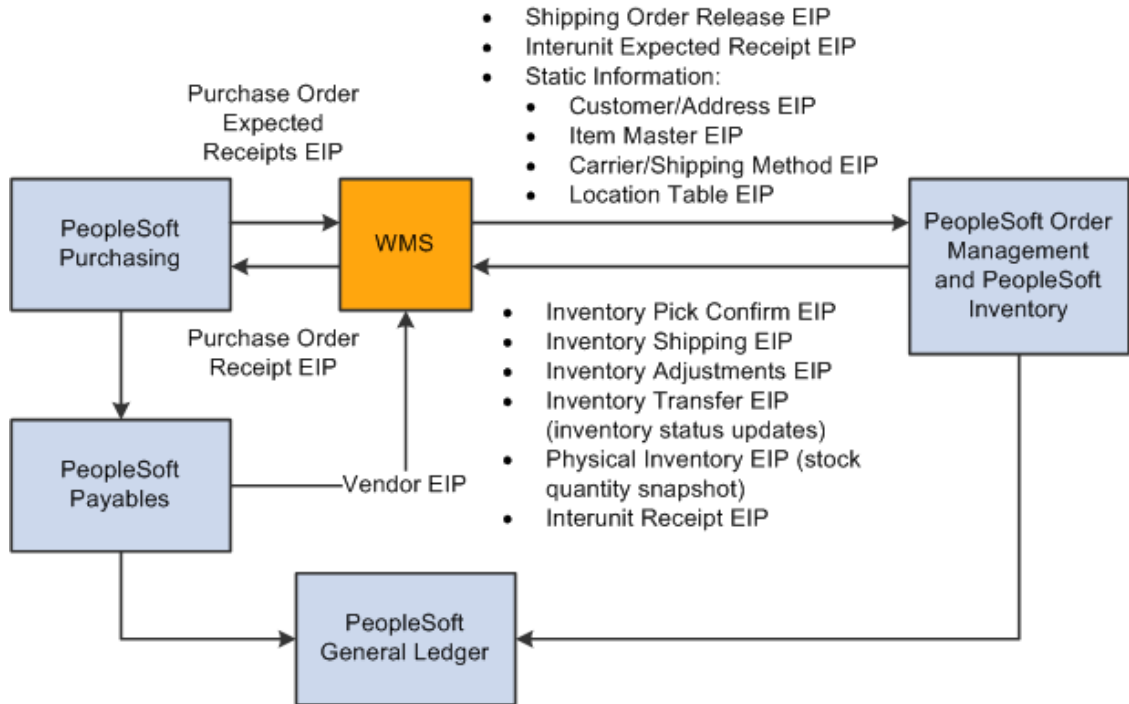 • Shipping Order Release EIP
• Interunit Expected Receipt EIP
• Static Information:
• Customer/Address EIP
• Item Master EIP
• Carrier/Shipping Method EIP
• Location Table EIP
Purchase Order
Expected
Receipts EIP
PeopleSoft
Purchasing
WMS
PeopleSoft Order
Management
and PeopleSoft
Inventory
Purchase Order
Receipt EIP
• Inventory Pick Confirm EIP
• Inventory Shipping EIP
• Inventory Adjustments EIP
• Inventory Transfer EIP
(inventory status updates)
• Physical Inventory EIP (stock
quantity snapshot)
• Interunit Receipt EIP
PeopleSoft
Payables
Vendor EIP
PeopleSoft
General Ledger